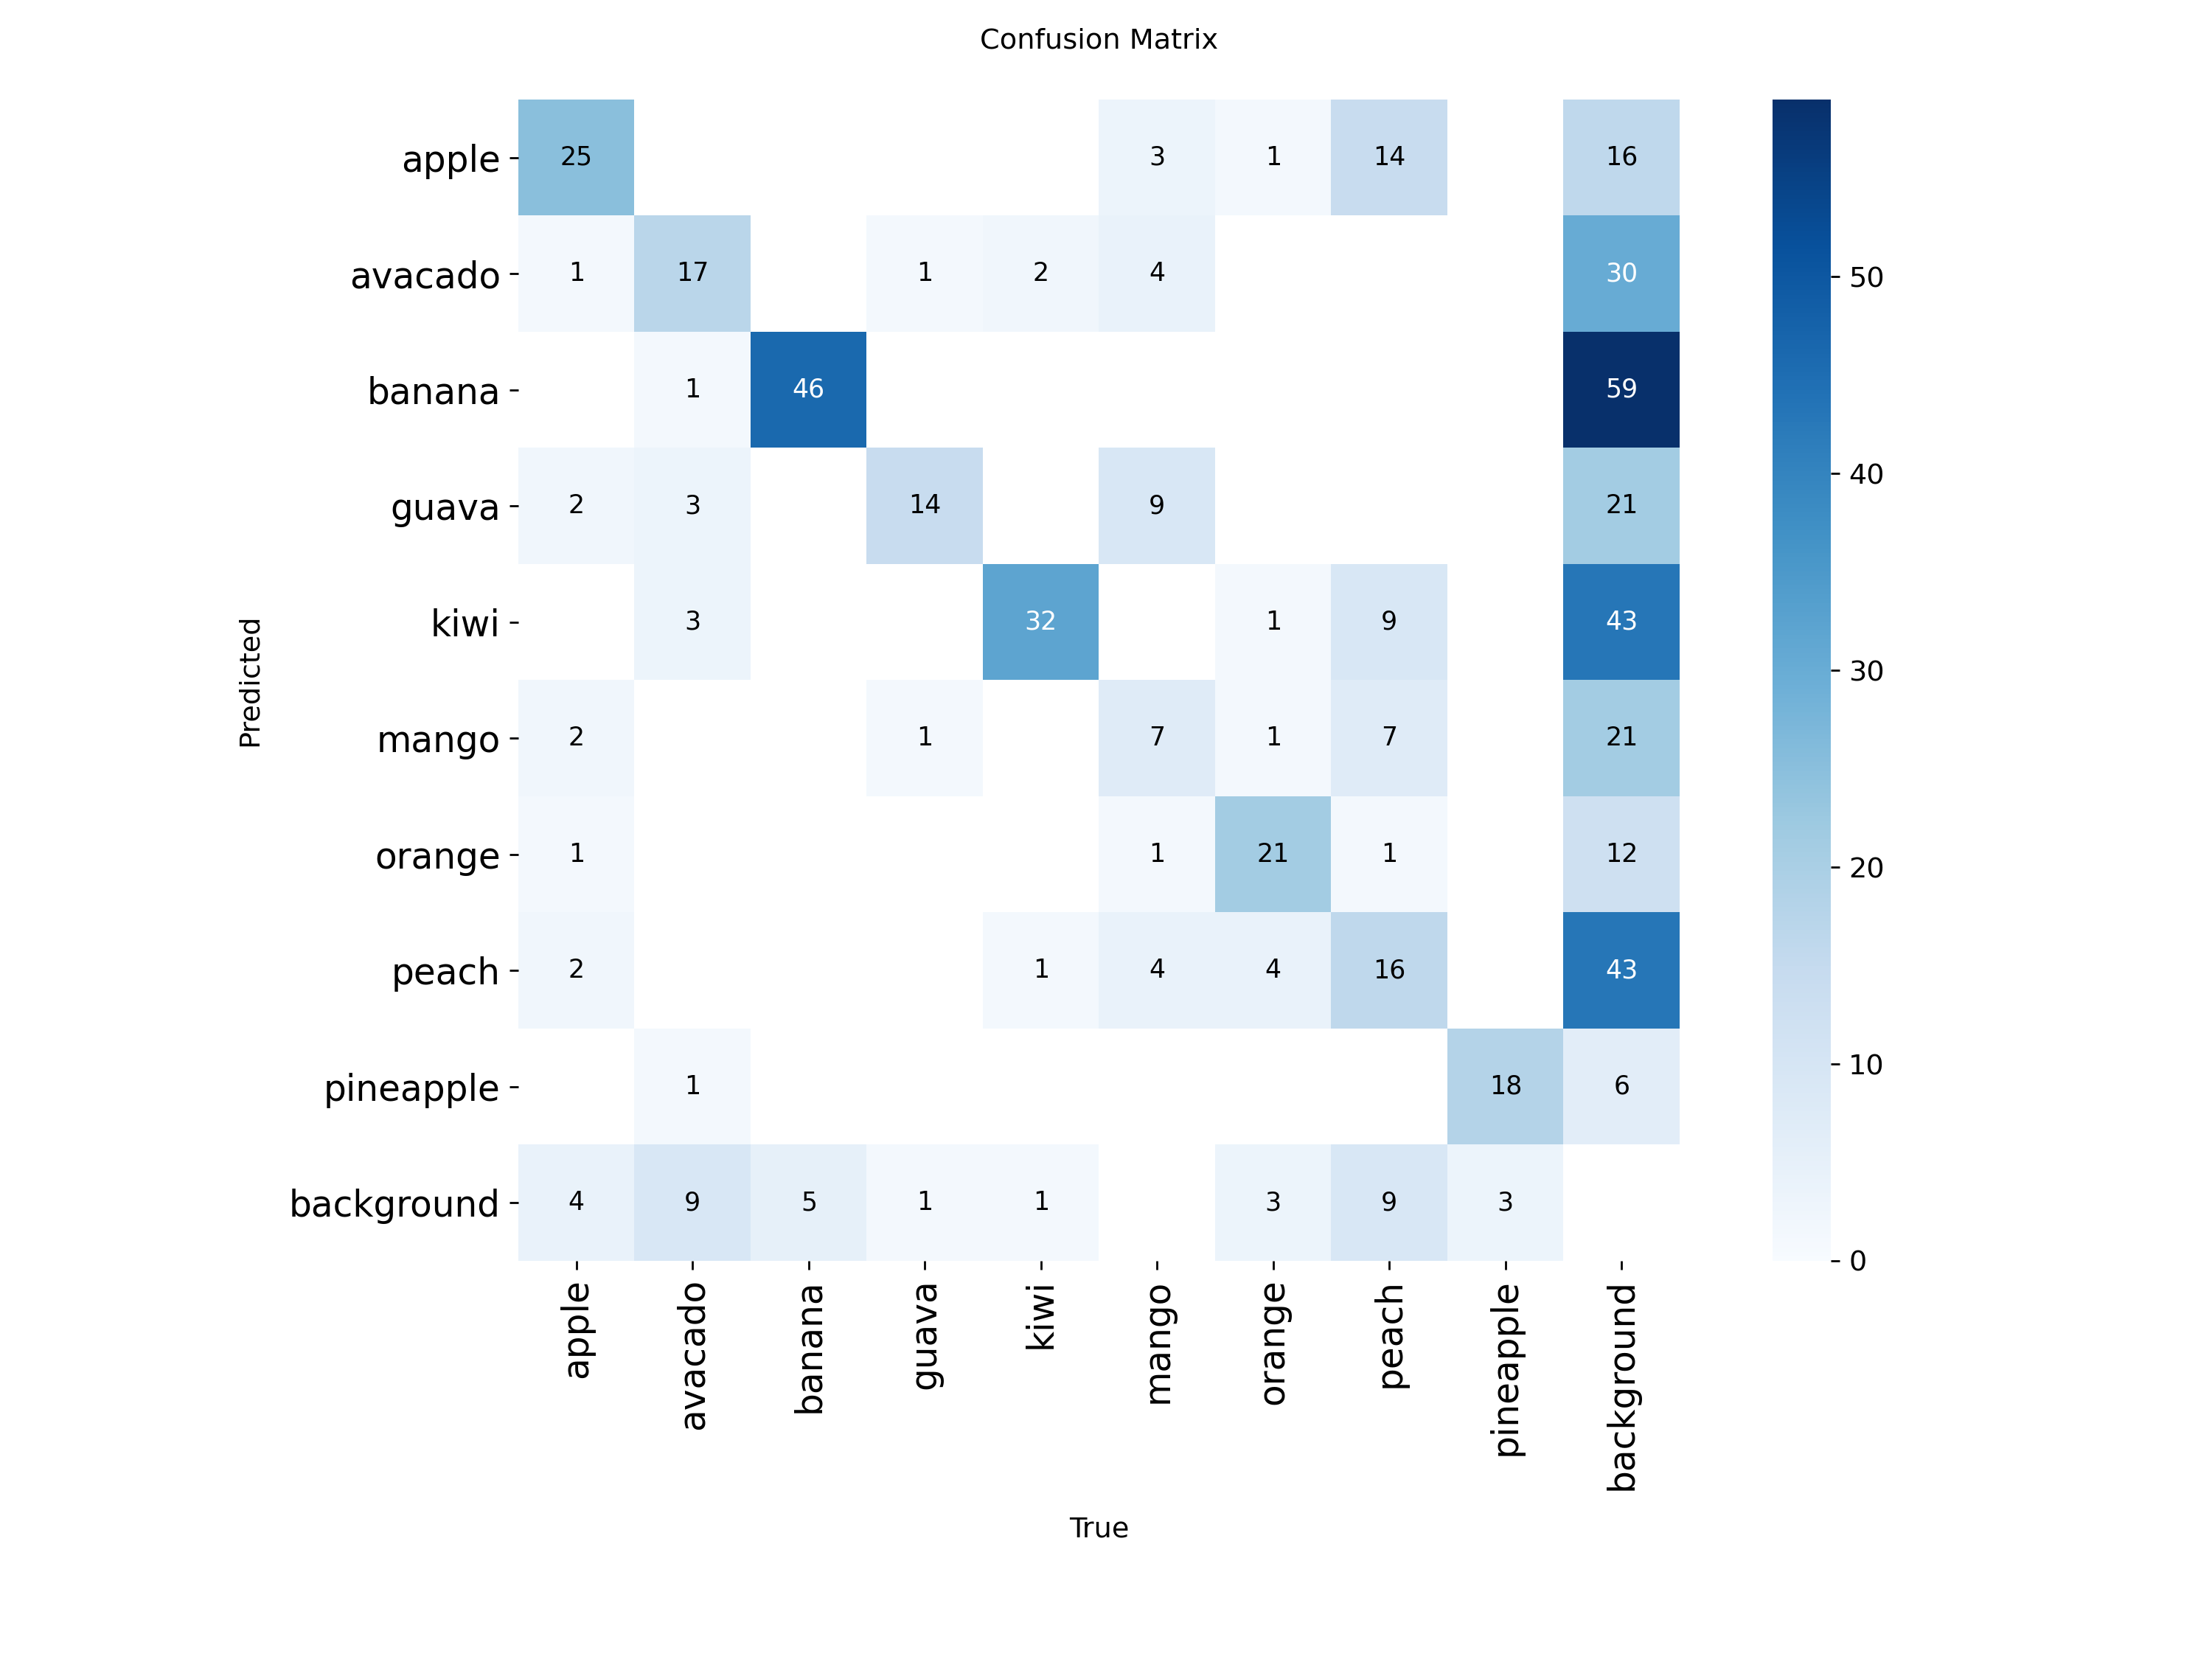 Confusion Matrix
Predicted
apple 25 3 1 14 16
avacado 1 17 1 2 4 30
banana 1 46 59
guava 2 3 14 9 21
kiwi 3 32 1 9 43
mango 2 1 7 1 7 21
orange 1 1 21 1 12
peach 2 1 4 4 16 43
pineapple 1 18 6
background 4 9 5 1 1 3 9 3
apple avacado banana guava kiwi mango orange peach pineapple background
True
50
40
30
20
10
0